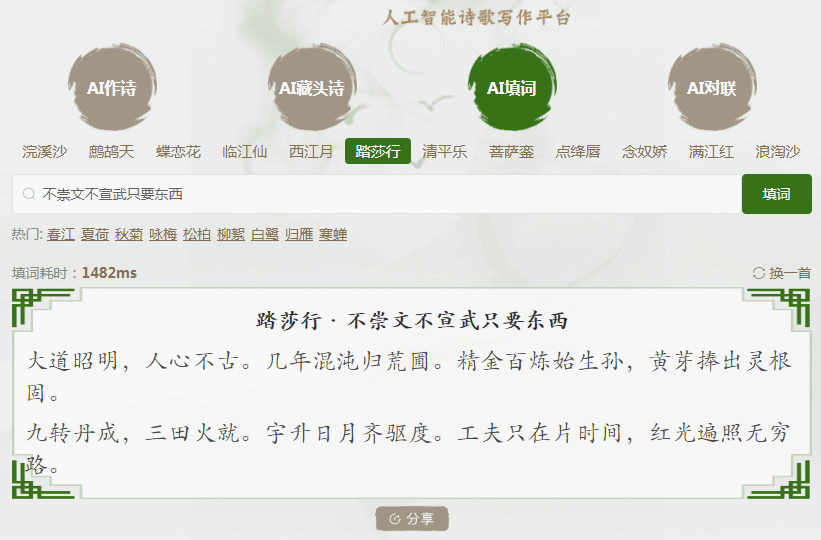 人工智能诗歌写作平台
AI作诗 AI藏头诗 AI填词 AI对联
浣溪沙 鹧鸪天 蝶恋花 临江仙 西江月 踏莎行 清平乐 菩萨蛮 点绛唇 念奴娇 满江红 浪淘沙
不崇文不宣武只要东西 填词
热门: 春江 夏荷 秋菊 咏梅 松柏 柳絮 白鹭 归雁 寒蝉
填词耗时：1482ms 换一首
踏莎行 · 不崇文不宣武只要东西
大道昭明，人心不古。几年混沌归荒圃。精金百炼始生孙，黄芽捧出灵根
固。
九转丹成，三田火就。宇升日月齐驱度。工夫只在片时间，红光遍照无穷
路。
分享